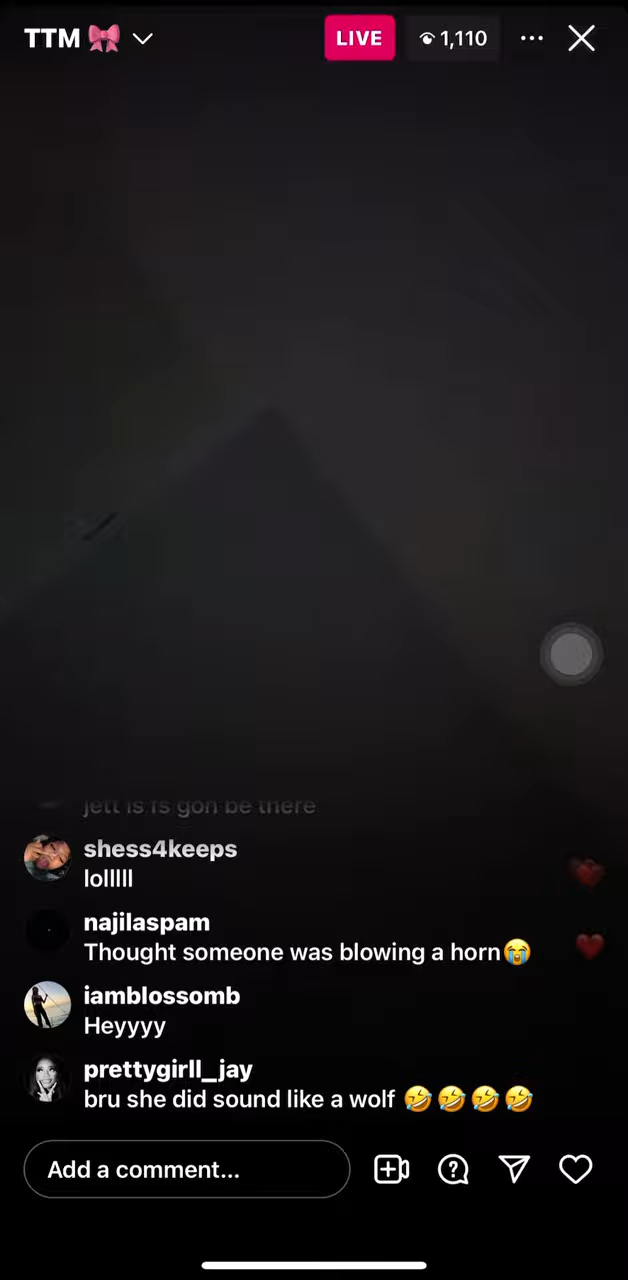 TTM 🎀
LIVE
1,110
jett is fs gon be there
shess4keeps
lolllll
najilaspam
Thought someone was blowing a horn😭
iamblossomb
Heyyyy
prettygirll_jay
bru she did sound like a wolf 🤣🤣🤣🤣
Add a comment...